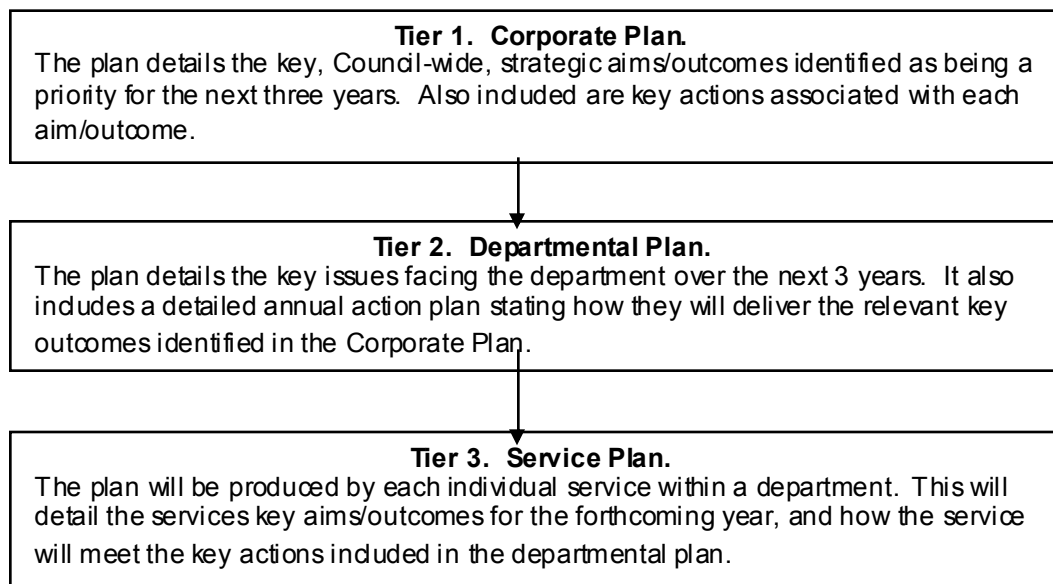 Tier 1. Corporate Plan.
The plan details the key, Council-wide, strategic aims/outcomes identified as being a
priority for the next three years. Also included are key actions associated with each
aim/outcome.
Tier 2. Departmental Plan.
The plan details the key issues facing the department over the next 3 years. It also
includes a detailed annual action plan stating how they will deliver the relevant key
outcomes identified in the Corporate Plan.
Tier 3. Service Plan.
The plan will be produced by each individual service within a department. This will
detail the services key aims/outcomes for the forthcoming year, and how the service
will meet the key actions included in the departmental plan.